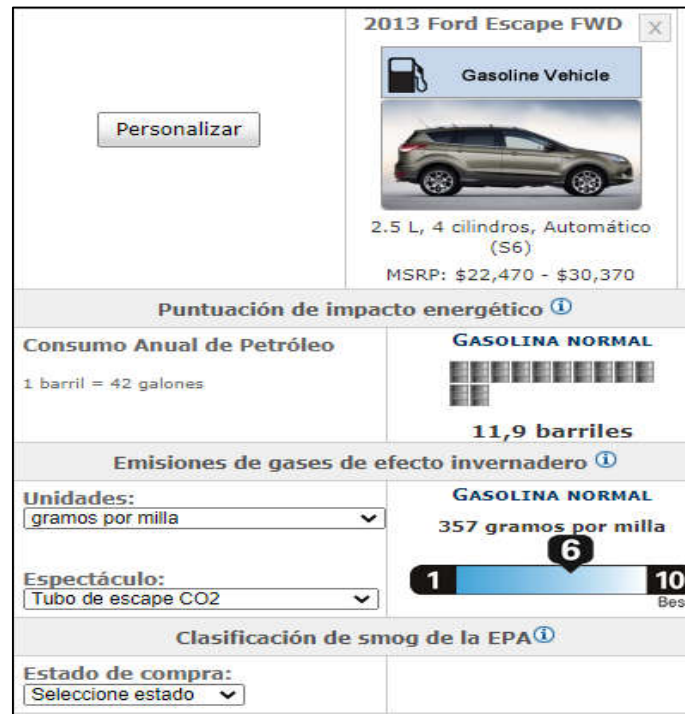 2013 Ford Escape FWD
X
Gasoline Vehicle
Personalizar
2.5 L, 4 cilindros, Automático
(S6)
MSRP: $22,470 - $30,370
Puntuación de impacto energético
Consumo Anual de Petróleo
1 barril = 42 galones
GASOLINA NORMAL
11,9 barriles
Emisiones de gases de efecto invernadero
Unidades:
gramos por milla
Espectáculo:
Tubo de escape CO2
GASOLINA NORMAL
357 gramos por milla
6
1
10
Bes
Clasificación de smog de la EPA
Estado de compra:
Seleccione estado